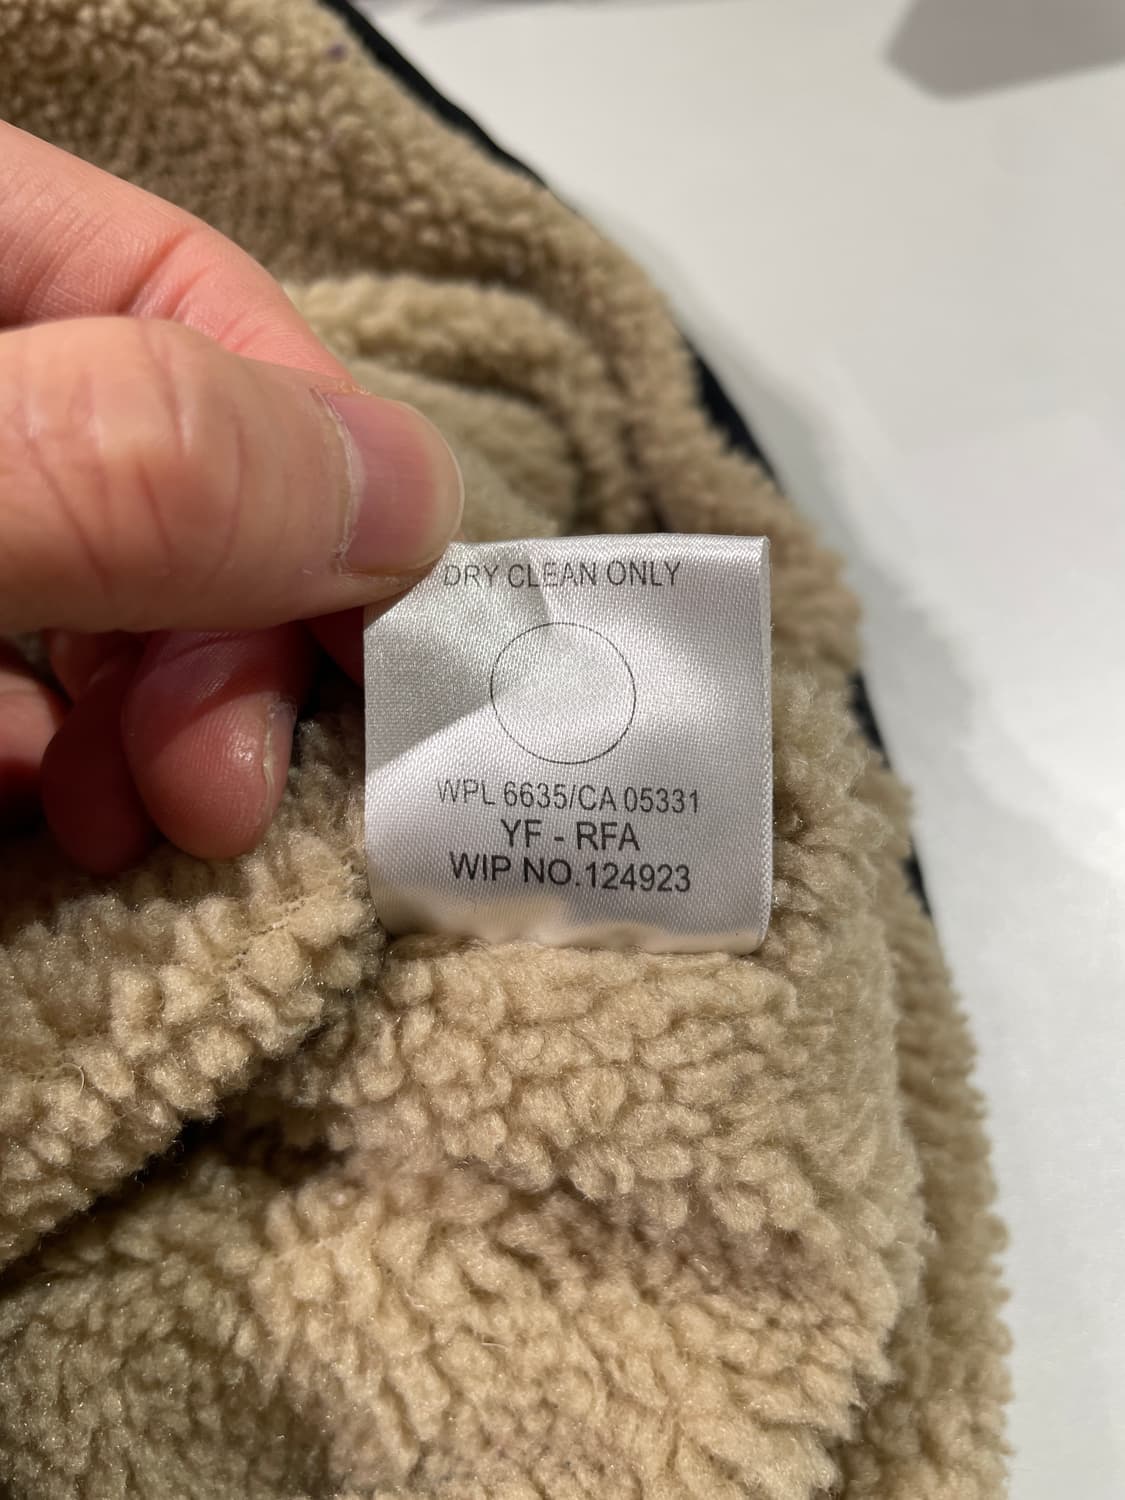 DRY CLEAN ONLY
WPL 6635/CA 05331
YF - RFA
WIP NO.124923